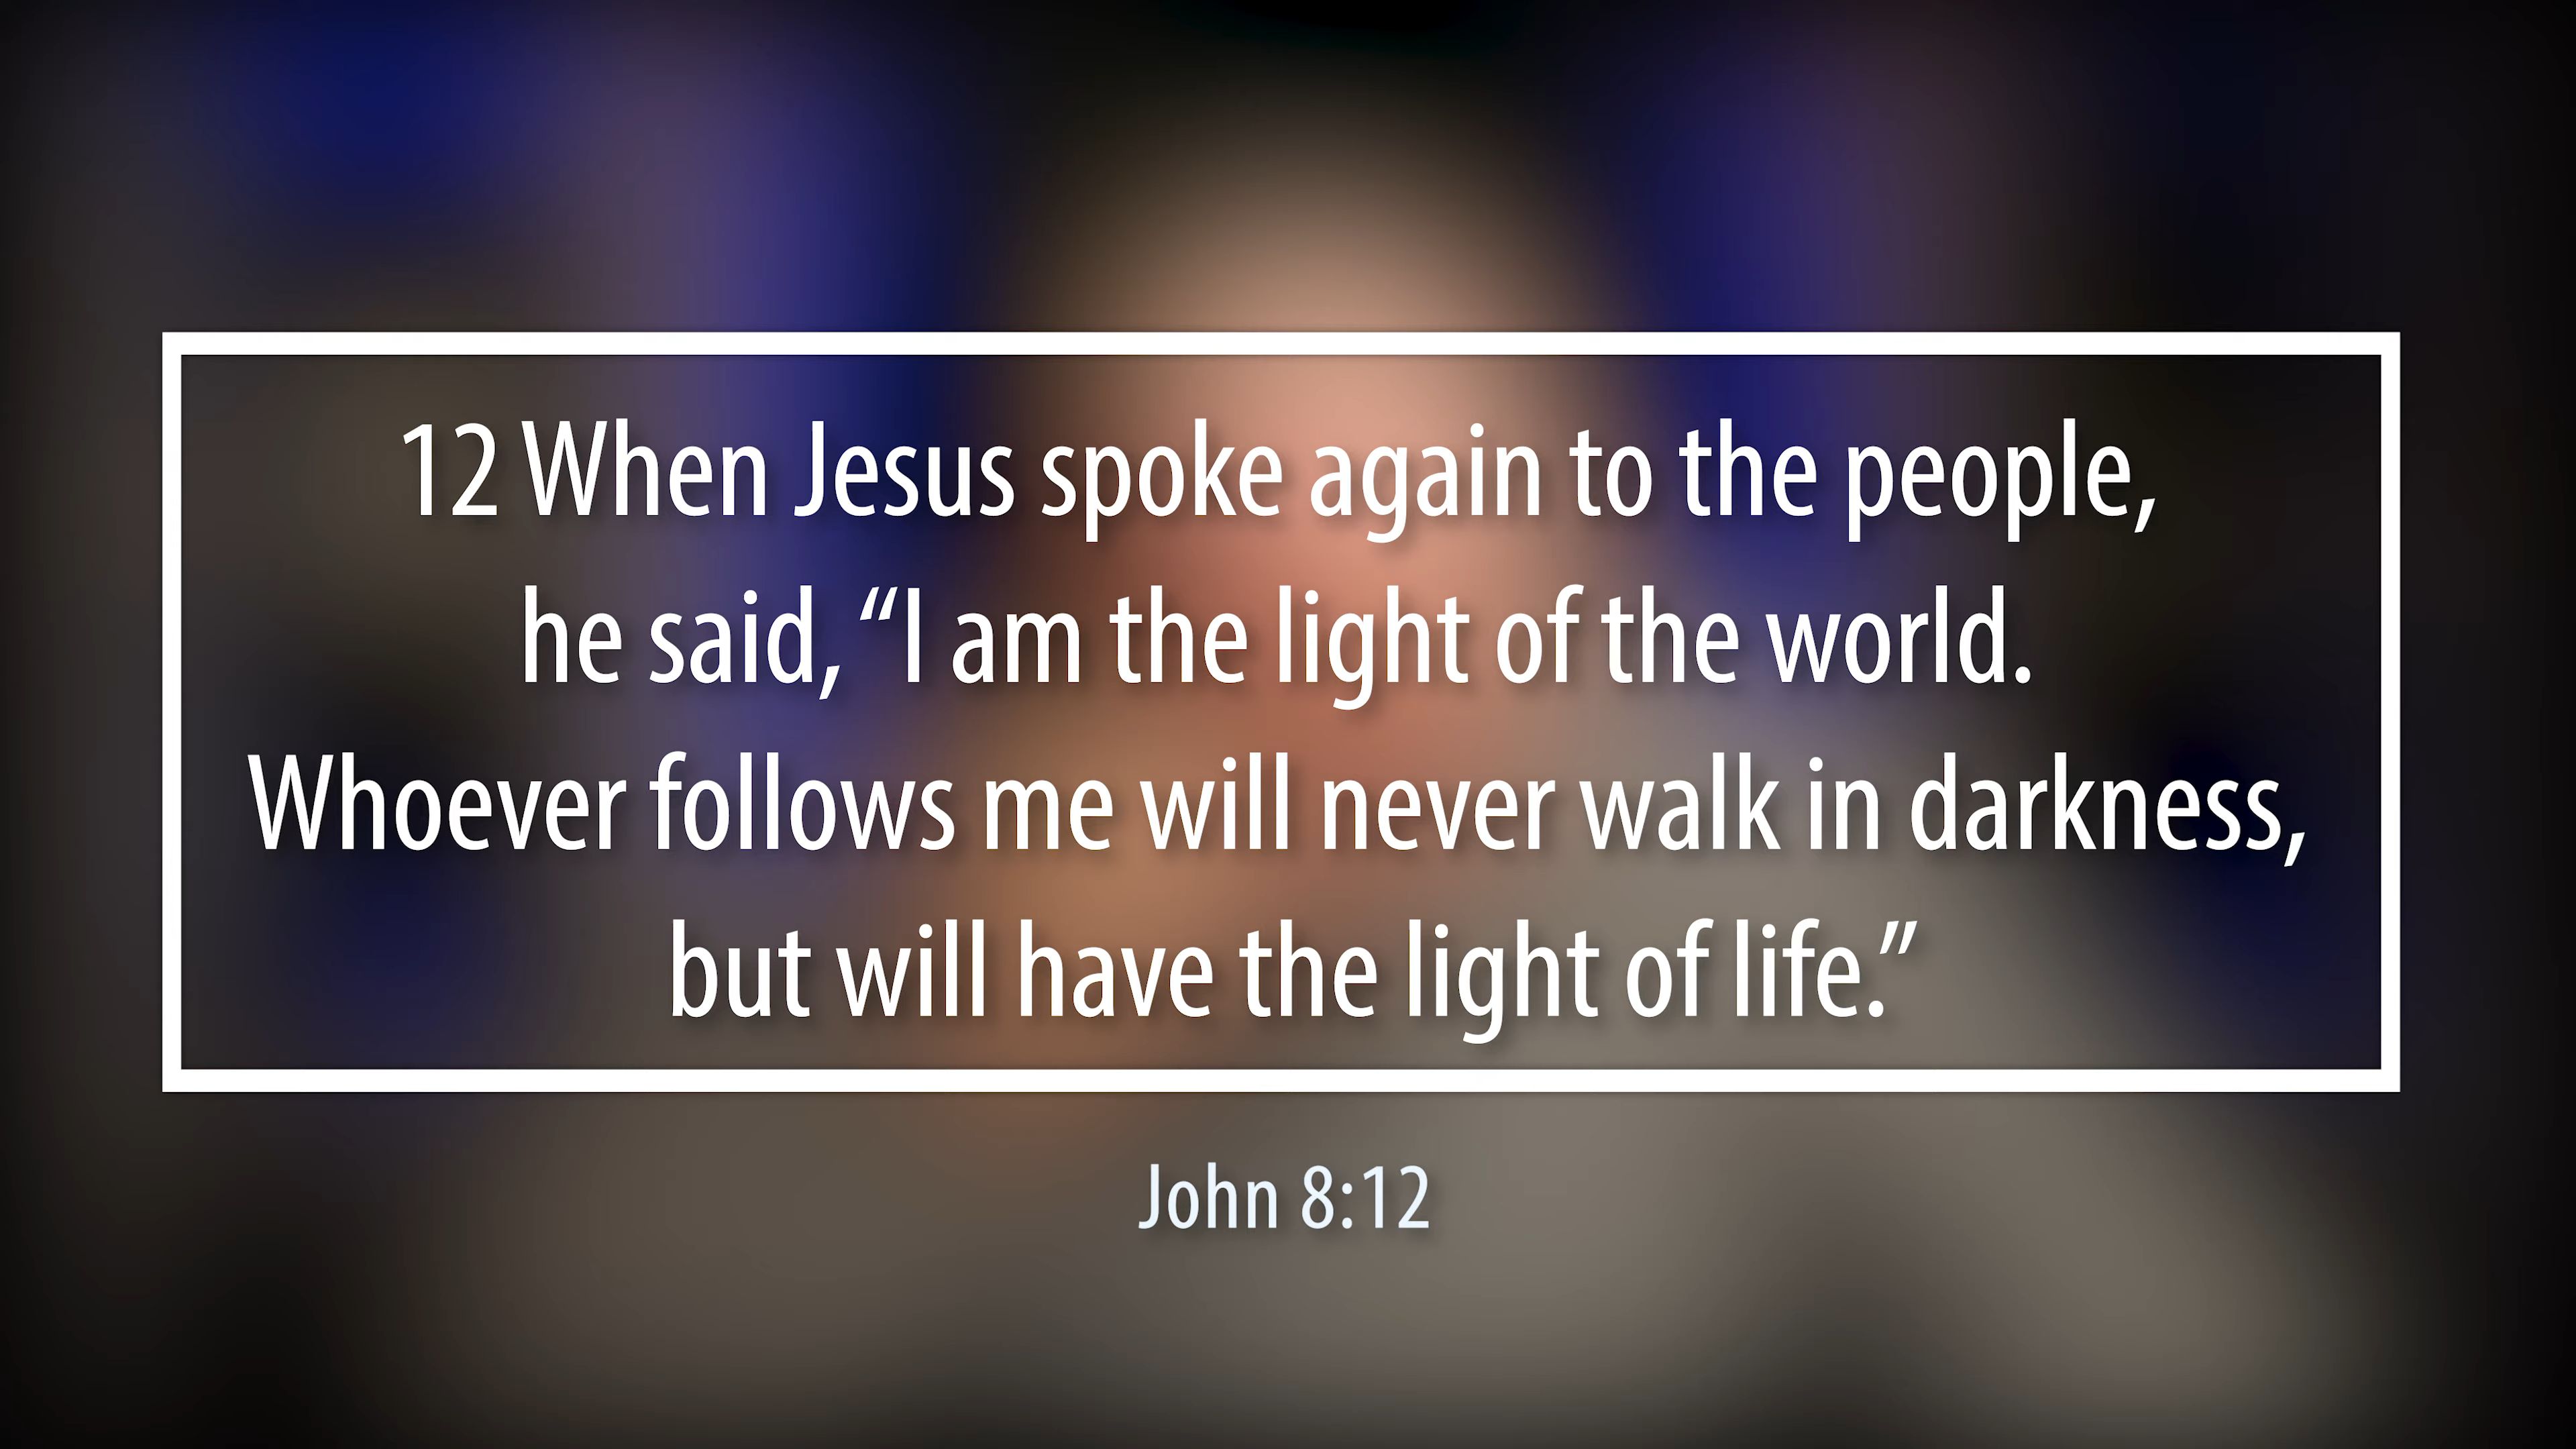 12 When Jesus spoke again to the people,
he said, “I am the light of the world.
Whoever follows me will never walk in darkness,
but will have the light of life.”
John 8:12